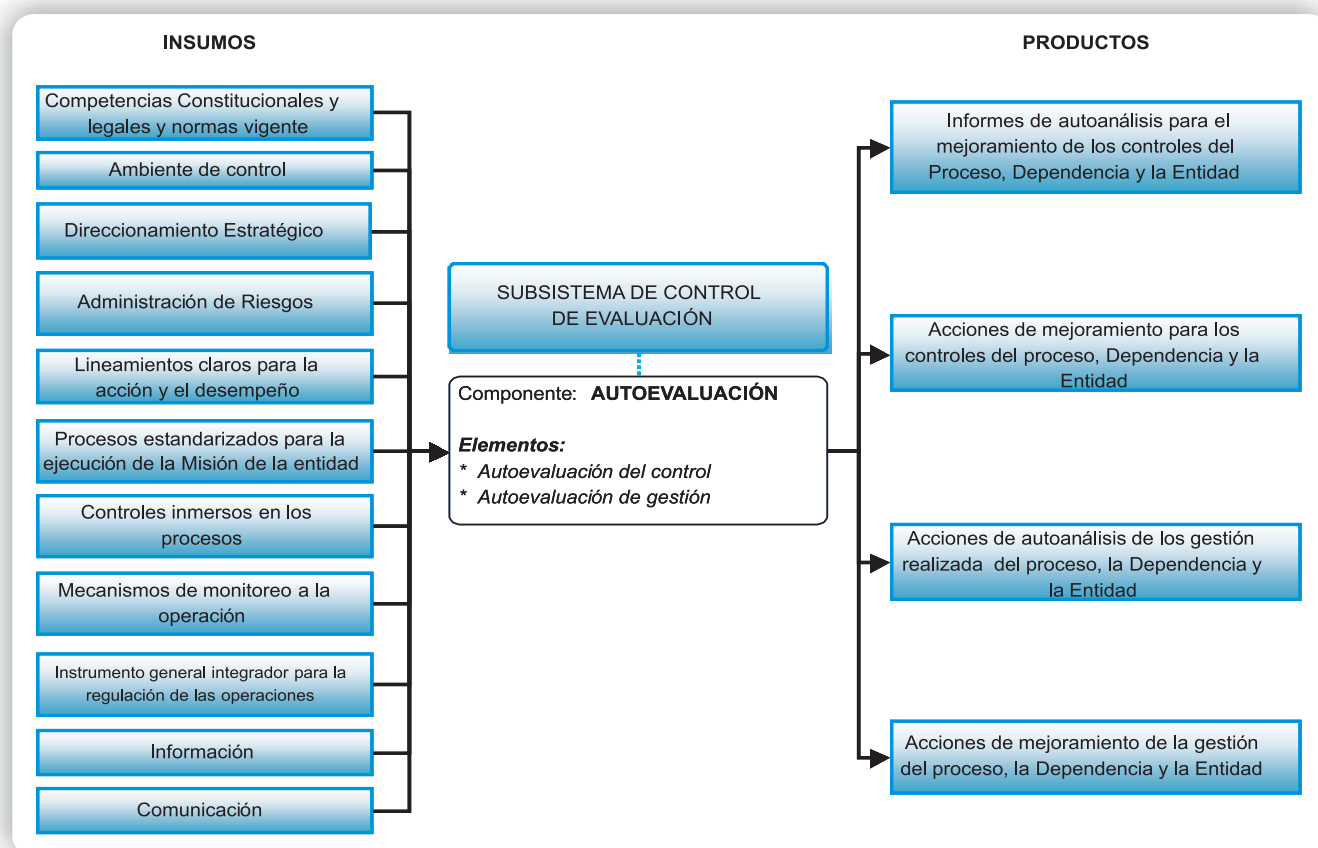 INSUMOS
Competencias Constitucionales y
legales y normas vigente
Ambiente de control
Direccionamiento Estratégico
Administración de Riesgos
Lineamientos claros para la
acción y el desempeño
Procesos estandarizados para la
ejecución de la Misión de la entidad
Controles inmersos en los
procesos
Mecanismos de monitoreo a la
operación
Instrumento general integrador para la
regulación de las operaciones
Información
Comunicación
SUBSISTEMA DE CONTROL
DE EVALUACIÓN
Componente: AUTOEVALUACIÓN
Elementos:
* Autoevaluación del control
* Autoevaluación de gestión
PRODUCTOS
Informes de autoanálisis para el
mejoramiento de los controles del
Proceso, Dependencia y la Entidad
Acciones de mejoramiento para los
controles del proceso, Dependencia y la
Entidad
Acciones de autoanálisis de los gestión
realizada del proceso, la Dependencia y
la Entidad
Acciones de mejoramiento de la gestión
del proceso, la Dependencia y la Entidad